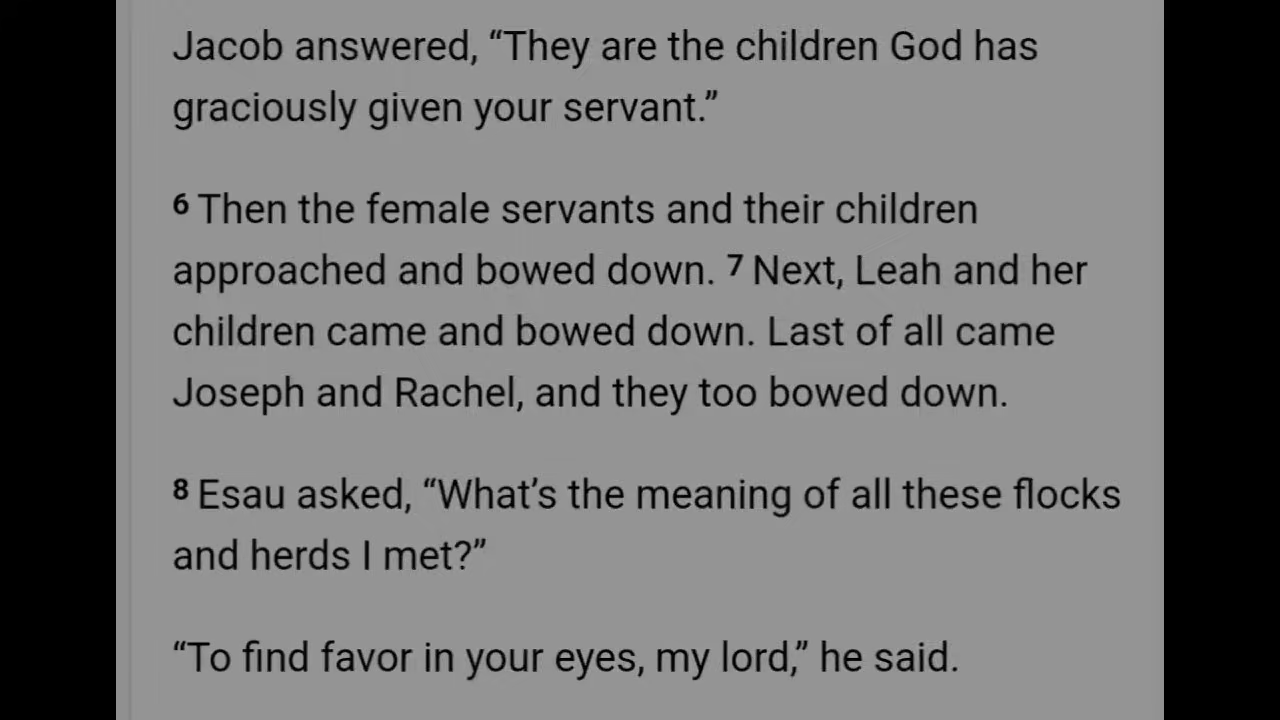 Jacob answered, “They are the children God has
graciously given your servant.”
6 Then the female servants and their children
approached and bowed down. 7 Next, Leah and her
children came and bowed down. Last of all came
Joseph and Rachel, and they too bowed down.
8 Esau asked, “What’s the meaning of all these flocks
and herds I met?”
“To find favor in your eyes, my lord,” he said.